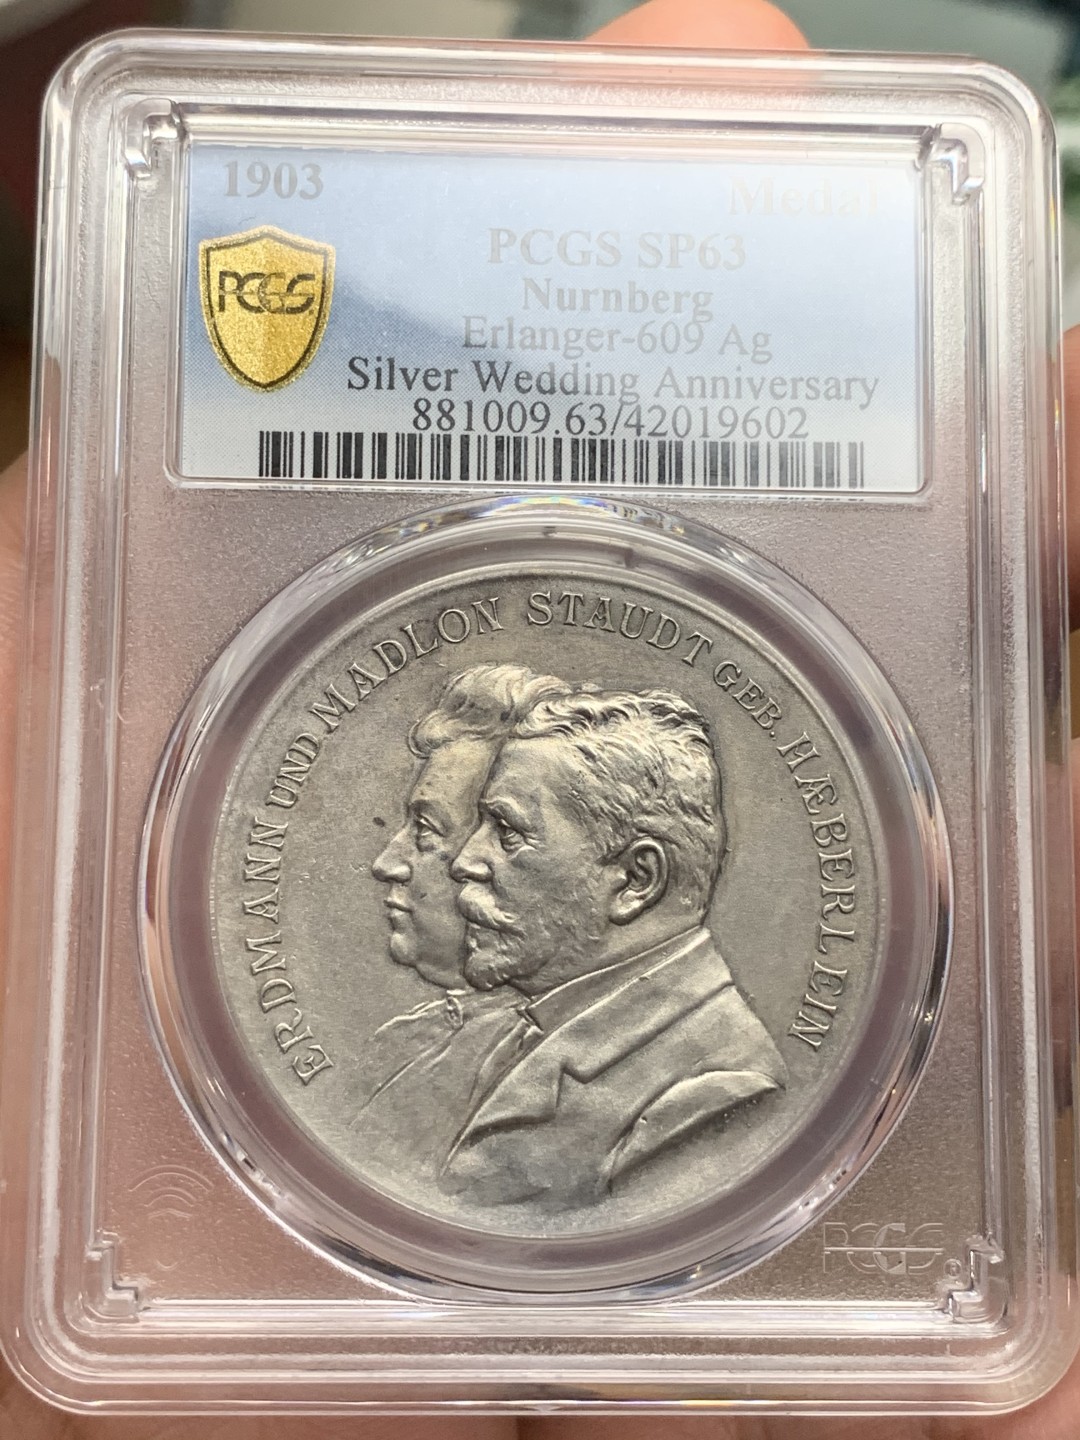 1903
Medal
PCGS
PCGS SP63
Nurnberg
Erlanger-609 Ag
Silver Wedding Anniversary
881009.63/42019602
ERDMANN UND MADLON STAUDT GEB. HÆBERLEIN
PCGS